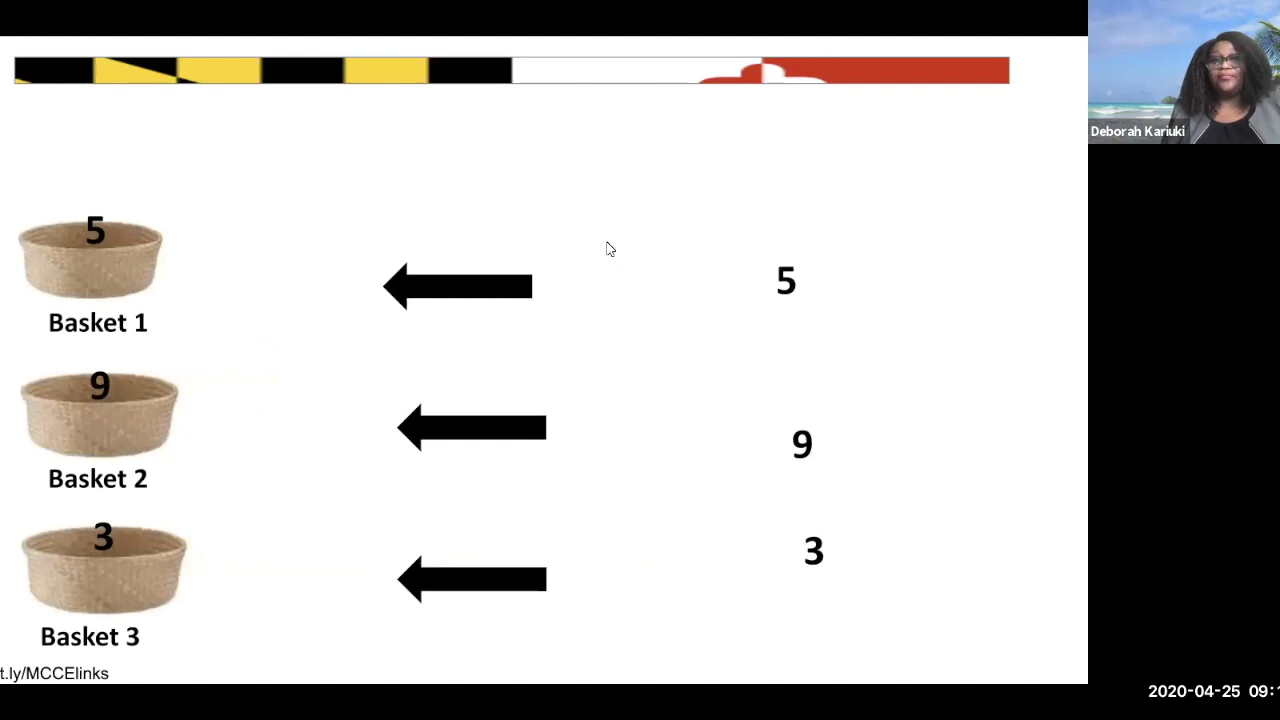 Deborah Kariuki
5
5
Basket 1
9
9
Basket 2
3
3
Basket 3
t.ly/MCCElinks
2020-04-25 09:1